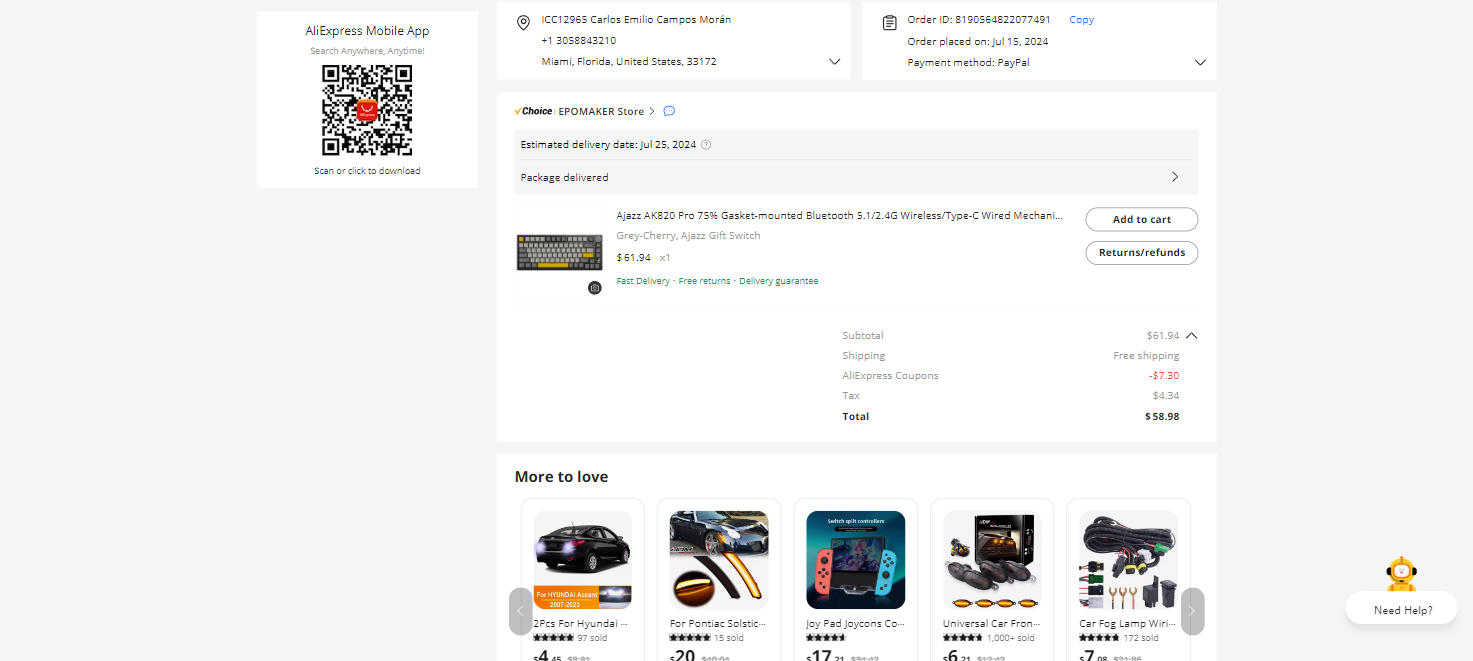 AliExpress Mobile App
Search Anywhere, Anytime!
Scan or click to download
ICC12965 Carlos Emilio Campos Morán
+1 3058843210
Miami, Florida, United States, 33172
Order ID: 8190564822077491 Copy
Order placed on: Jul 15, 2024
Payment method: PayPal
Choice EPOMAKER Store
Estimated delivery date: Jul 25, 2024
Package delivered
Ajazz AK820 Pro 75% Gasket-mounted Bluetooth 5.1/2.4G Wireless/Type-C Wired Mechani...
Grey-Cherry, Ajazz Gift Switch
$61.94 x1
Fast Delivery · Free returns · Delivery guarantee
Add to cart
Returns/refunds
Subtotal $61.94
Shipping Free shipping
AliExpress Coupons -$7.30
Tax $4.34
Total $58.98
More to love
For HYUNDAI Accent
2007-2023
2Pcs For Hyundai ...
97 sold
$4.45 $8.81
For Pontiac Solstic...
15 sold
$20 $40.04
Switch split controllers
Joy Pad Joycons Co...
$17.21 $34.42
Universal Car Fron...
1,000+ sold
$6.21 $12.42
Car Fog Lamp Wiri...
172 sold
$7.08 $21.86
Need Help?